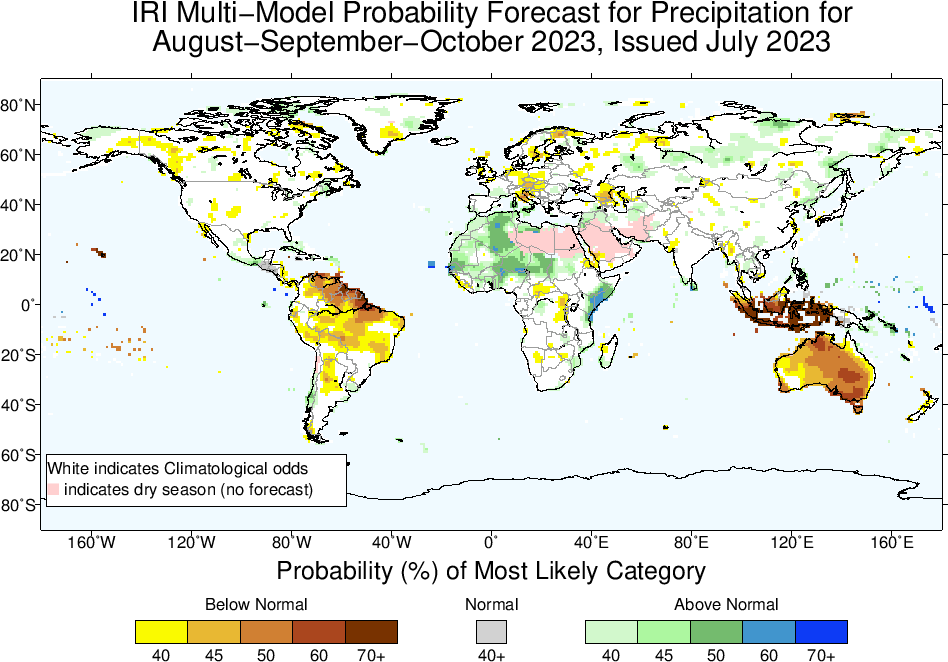 IRI Multi−Model Probability Forecast for Precipitation for
August−September−October 2023, Issued July 2023
80˚N
60˚N
40˚N
20˚N
0˚
20˚S
40˚S
60˚S
80˚S
White indicates Climatological odds
indicates dry season (no forecast)
160˚W 120˚W 80˚W 40˚W 0˚ 40˚E 80˚E 120˚E 160˚E
Probability (%) of Most Likely Category
Below Normal Normal Above Normal
40 45 50 60 70+ 40+ 40 45 50 60 70+